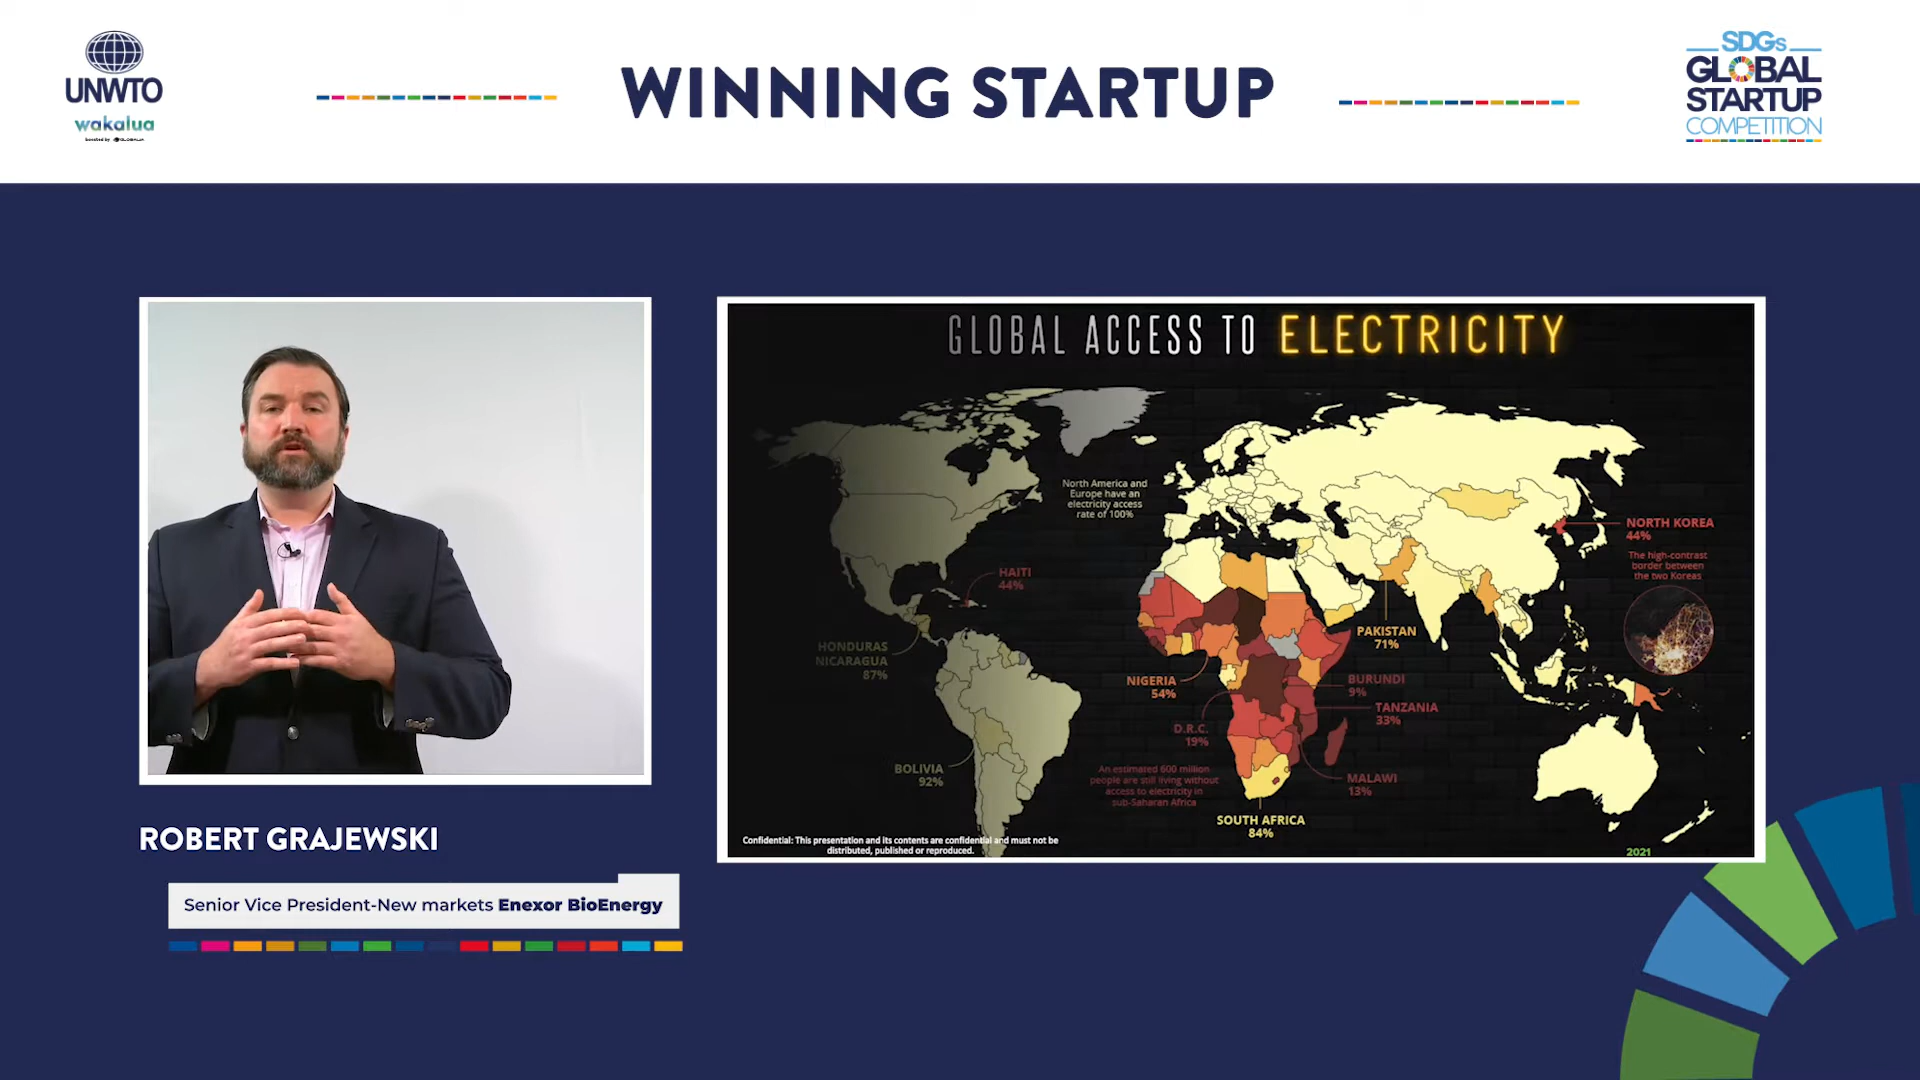 UNWTO
wakalua
boosted by GLOBALIA
WINNING STARTUP
SDGs
GLOBAL
STARTUP
COMPETITION
GLOBAL ACCESS TO ELECTRICITY
North America and
Europe have an
electricity access
rate of 100%
NORTH KOREA
44%
The high-contrast
border between
the two Koreas
HAITI
44%
HONDURAS
NICARAGUA
87%
PAKISTAN
71%
NIGERIA
54%
BURUNDI
9%
TANZANIA
33%
D.R.C.
19%
BOLIVIA
92%
An estimated 600 million
people are still living without
access to electricity in
sub-Saharan Africa
MALAWI
13%
SOUTH AFRICA
84%
Confidential: This presentation and its contents are confidential and must not be
distributed, published or reproduced.
2021
ROBERT GRAJEWSKI
Senior Vice President-New markets Enexor BioEnergy